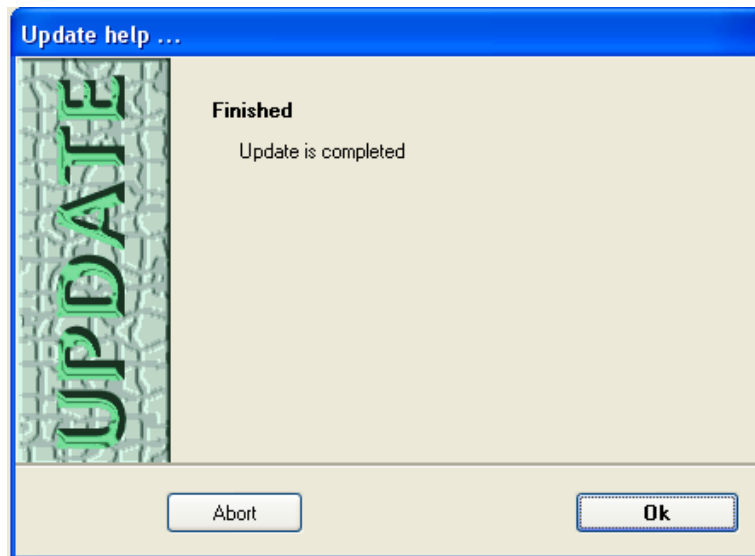 Update help ...
UPDATE
Finished
Update is completed
Abort
Ok